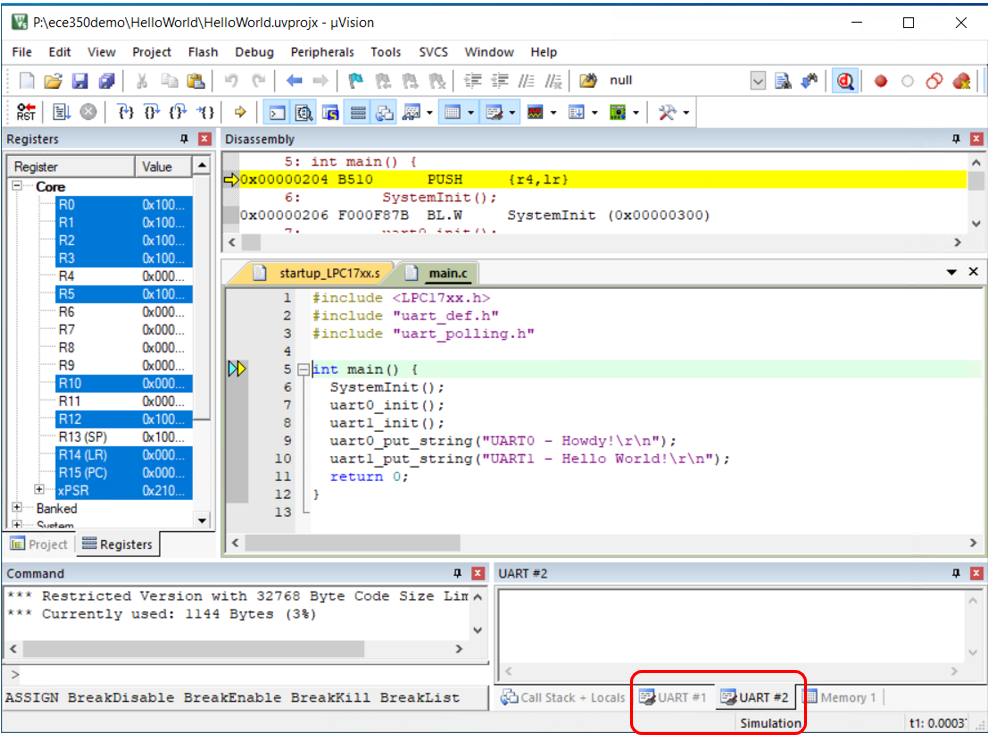 P:\ece350demo\HelloWorld\HelloWorld.uvprojx - µVision
File Edit View Project Flash Debug Peripherals Tools SVCS Window Help
null
RST
Registers
Register Value
Core
R0 0x100...
R1 0x100...
R2 0x100...
R3 0x100...
R4 0x000...
R5 0x100...
R6 0x000...
R7 0x000...
R8 0x000...
R9 0x000...
R10 0x000...
R11 0x000...
R12 0x100...
R13 (SP) 0x100...
R14 (LR) 0x000...
R15 (PC) 0x000...
xPSR 0x210...
Banked
System
Project Registers
Disassembly
5: int main() {
0x00000204 B510 PUSH {r4,lr}
6: SystemInit();
0x00000206 F000F87B BL.W SystemInit (0x00000300)
7: uart0_init();
startup_LPC17xx.s main.c
1 #include <LPC17xx.h>
2 #include "uart_def.h"
3 #include "uart_polling.h"
4
5 int main() {
6 SystemInit();
7 uart0_init();
8 uart1_init();
9 uart0_put_string("UART0 - Howdy!\r\n");
10 uart1_put_string("UART1 - Hello World!\r\n");
11 return 0;
12 }
13
Command
*** Restricted Version with 32768 Byte Code Size Lim
*** Currently used: 1144 Bytes (3%)
>
ASSIGN BreakDisable BreakEnable BreakKill BreakList
UART #2
Call Stack + Locals UART #1 UART #2 Memory 1
Simulation t1: 0.0003